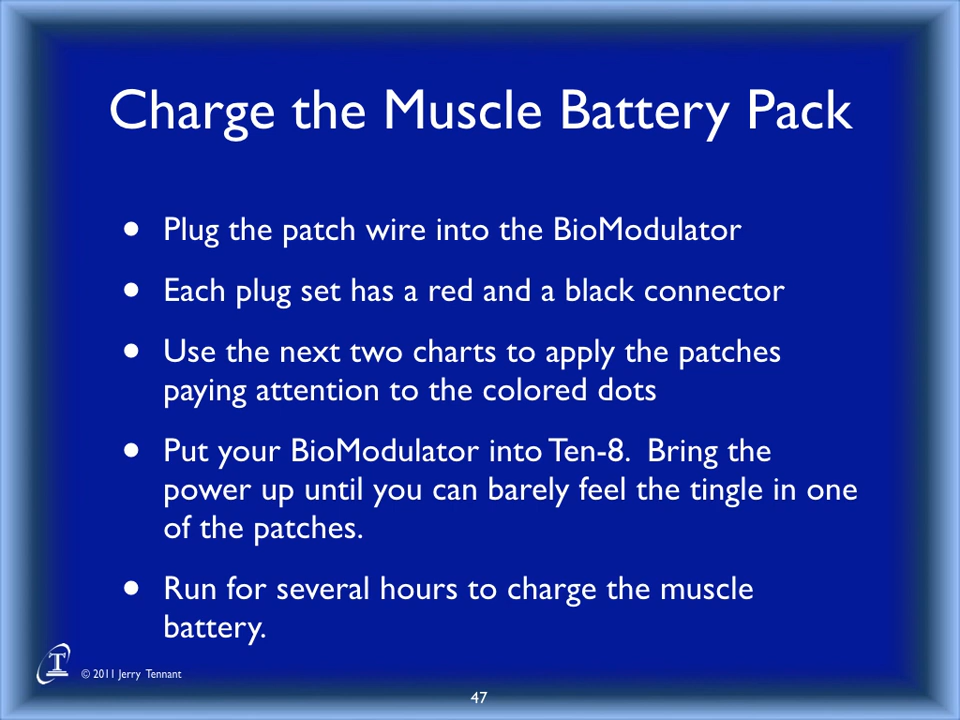 Charge the Muscle Battery Pack
• Plug the patch wire into the BioModulator
• Each plug set has a red and a black connector
• Use the next two charts to apply the patches
paying attention to the colored dots
• Put your BioModulator into Ten-8.  Bring the
power up until you can barely feel the tingle in one
of the patches.
• Run for several hours to charge the muscle
battery.
T
© 2011 Jerry Tennant
47